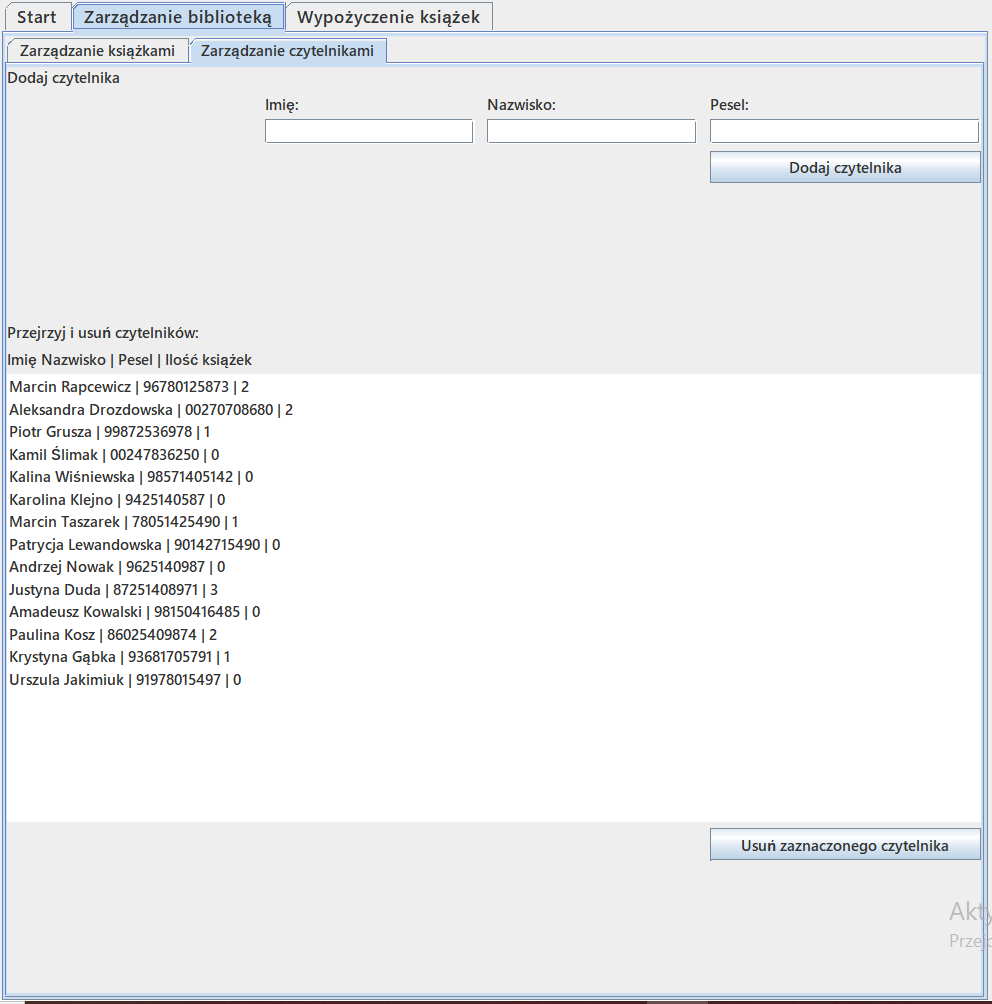 Start Zarządzanie biblioteką Wypożyczenie książek
Zarządzanie książkami Zarządzanie czytelnikami
Dodaj czytelnika
Imię: Nazwisko: Pesel:
Dodaj czytelnika
Przejrzyj i usuń czytelników:
Imię Nazwisko | Pesel | Ilość książek
Marcin Rapcewicz | 96780125873 | 2
Aleksandra Drozdowska | 00270708680 | 2
Piotr Grusza | 99872536978 | 1
Kamil Ślimak | 00247836250 | 0
Kalina Wiśniewska | 98571405142 | 0
Karolina Klejno | 9425140587 | 0
Marcin Taszarek | 78051425490 | 1
Patrycja Lewandowska | 90142715490 | 0
Andrzej Nowak | 9625140987 | 0
Justyna Duda | 87251408971 | 3
Amadeusz Kowalski | 98150416485 | 0
Paulina Kosz | 86025409874 | 2
Krystyna Gąbka | 93681705791 | 1
Urszula Jakimiuk | 91978015497 | 0
Usuń zaznaczonego czytelnika